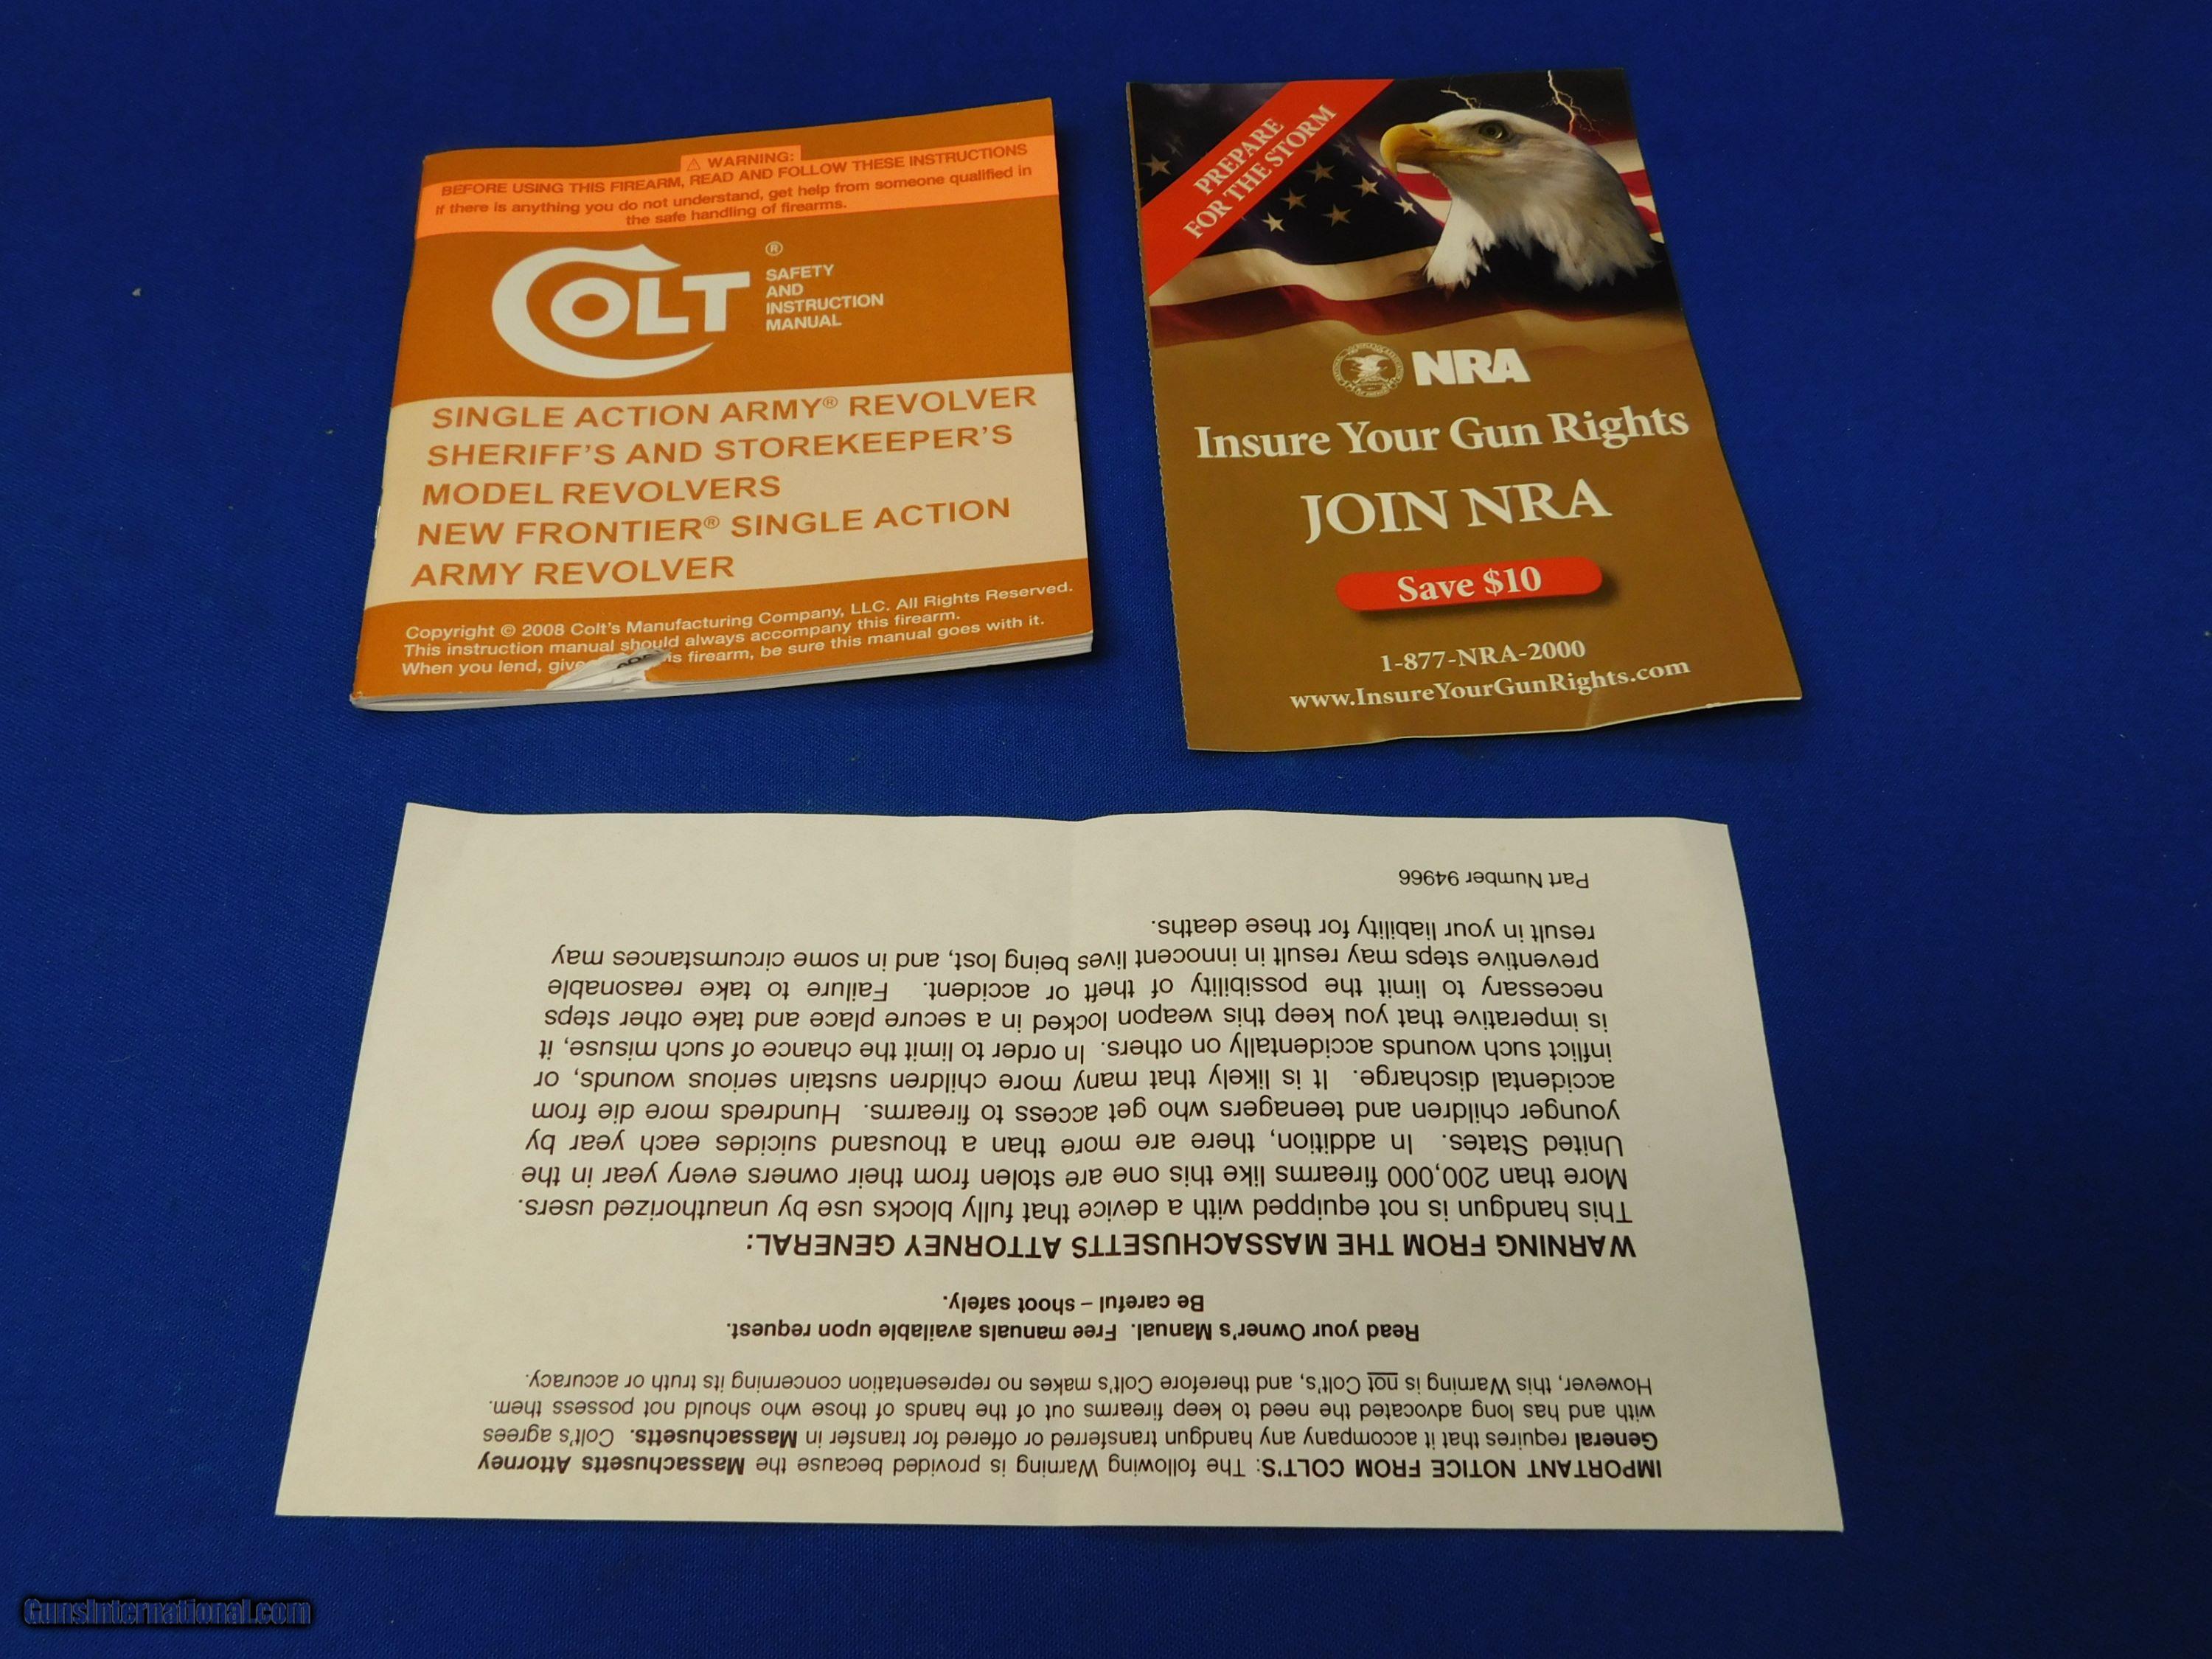 ⚠ WARNING:
BEFORE USING THIS FIREARM, READ AND FOLLOW THESE INSTRUCTIONS
If there is anything you do not understand, get help from someone qualified in
the safe handling of firearms.
COLT®
SAFETY
AND
INSTRUCTION
MANUAL
SINGLE ACTION ARMY® REVOLVER
SHERIFF'S AND STOREKEEPER'S
MODEL REVOLVERS
NEW FRONTIER® SINGLE ACTION
ARMY REVOLVER
Copyright © 2008 Colt's Manufacturing Company, LLC. All Rights Reserved.
This instruction manual should always accompany this firearm.
When you lend, give is firearm, be sure this manual goes with it.
PREPARE
FOR THE STORM
NRA
Insure Your Gun Rights
JOIN NRA
Save $10
1-877-NRA-2000
www.InsureYourGunRights.com
IMPORTANT NOTICE FROM COLT'S: The following Warning is provided because the Massachusetts Attorney
General requires that it accompany any handgun transferred or offered for transfer in Massachusetts. Colt's agrees
with and has long advocated the need to keep firearms out of the hands of those who should not possess them.
However, this Warning is not Colt's, and therefore Colt's makes no representation concerning its truth or accuracy.
Read your Owner's Manual. Free manuals available upon request.
Be careful – shoot safely.
WARNING FROM THE MASSACHUSETTS ATTORNEY GENERAL:
This handgun is not equipped with a device that fully blocks use by unauthorized users.
More than 200,000 firearms like this one are stolen from their owners every year in the
United States. In addition, there are more than a thousand suicides each year by
younger children and teenagers who get access to firearms. Hundreds more die from
accidental discharge. It is likely that many more children sustain serious wounds, or
inflict such wounds accidentally on others. In order to limit the chance of such misuse, it
is imperative that you keep this weapon locked in a secure place and take other steps
necessary to limit the possibility of theft or accident. Failure to take reasonable
preventive steps may result in innocent lives being lost, and in some circumstances may
result in your liability for these deaths.
Part Number 94966
GunsInternational.com